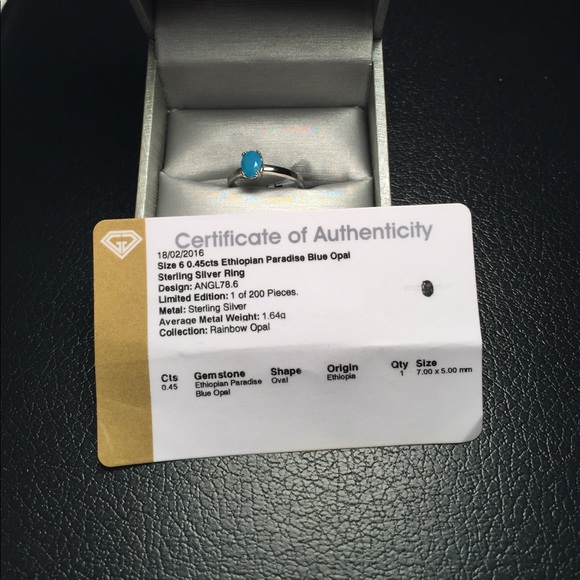 Certificate of Authenticity
18/02/2016
Size 6 0.45cts Ethiopian Paradise Blue Opal
Sterling Silver Ring
Design: ANGL78.6
Limited Edition: 1 of 200 Pieces.
Metal: Sterling Silver
Average Metal Weight: 1.64g
Collection: Rainbow Opal
Cts Gemstone Shape Origin Qty Size
0.45 Ethiopian Paradise Oval Ethiopia 1 7.00 x 5.00 mm
Blue Opal